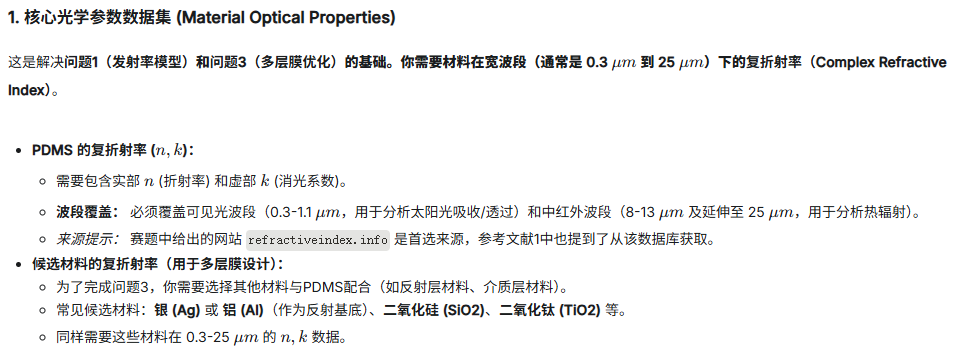 1. 核心光学参数数据集 (Material Optical Properties)
这是解决问题1（发射率模型）和问题3（多层膜优化）的基础。你需要材料在宽波段（通常是 0.3 μm 到 25 μm）下的复折射率（Complex Refractive
Index）。
• PDMS 的复折射率 (n, k)：
◦ 需要包含实部 n (折射率) 和虚部 k (消光系数)。
◦ 波段覆盖： 必须覆盖可见光波段（0.3-1.1 μm，用于分析太阳光吸收/透过）和中红外波段（8-13 μm 及延伸至 25 μm，用于分析热辐射）。
◦ 来源提示： 赛题中给出的网站 refractiveindex.info 是首选来源，参考文献1中也提到了从该数据库获取。
• 候选材料的复折射率（用于多层膜设计）：
◦ 为了完成问题3，你需要选择其他材料与PDMS配合（如反射层材料、介质层材料）。
◦ 常见候选材料：银 (Ag) 或 铝 (Al)（作为反射基底）、二氧化硅 (SiO2)、二氧化钛 (TiO2) 等。
◦ 同样需要这些材料在 0.3-25 μm 的 n, k 数据。